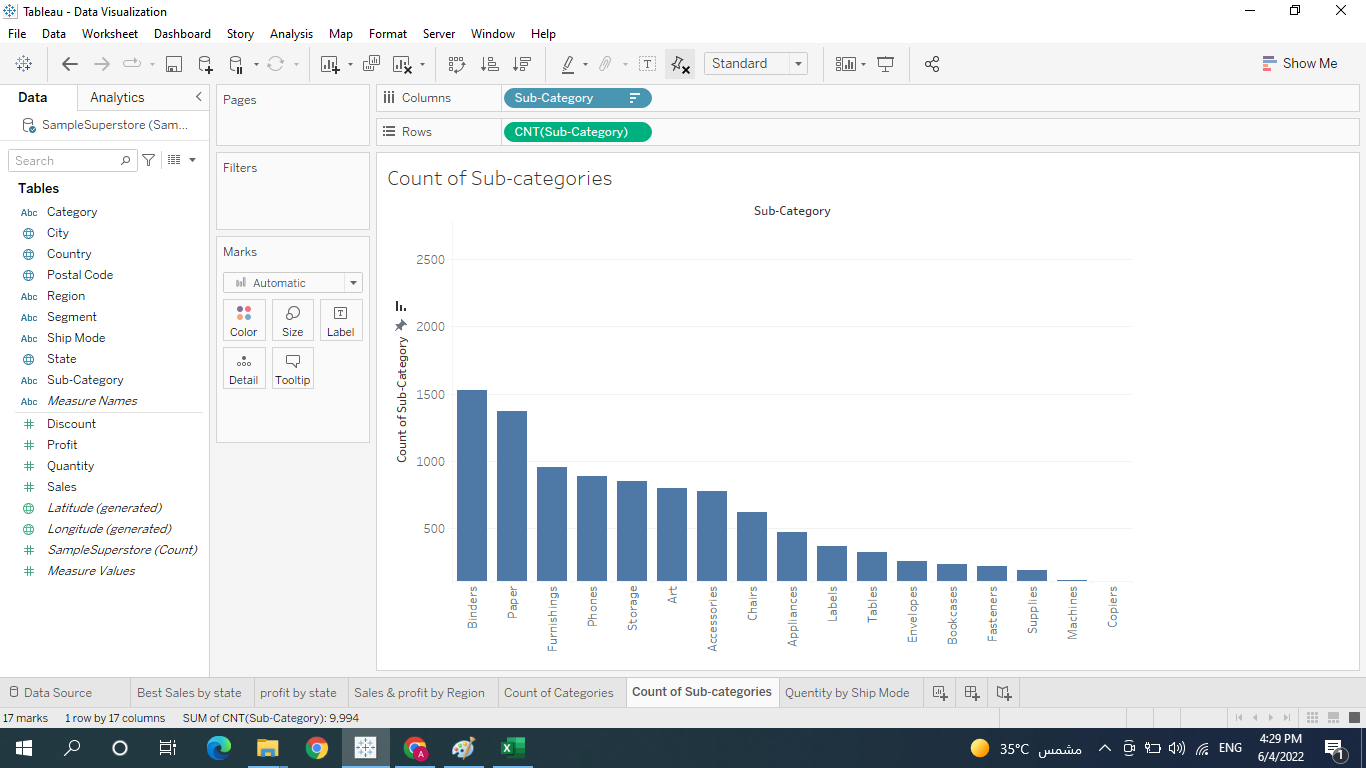 Tableau - Data Visualization
File Data Worksheet Dashboard Story Analysis Map Format Server Window Help
Standard
Show Me
Data Analytics
SampleSuperstore (Sam...
Search
Tables
Abc Category
City
Country
Postal Code
Abc Region
Abc Segment
Abc Ship Mode
State
Abc Sub-Category
Abc Measure Names
Discount
Profit
Quantity
Sales
Latitude (generated)
Longitude (generated)
SampleSuperstore (Count)
Measure Values
Pages
Filters
Marks
Automatic
Color Size Label
Detail Tooltip
Columns Sub-Category
Rows CNT(Sub-Category)
Count of Sub-categories
Sub-Category
Count of Sub-Category
2500
2000
1500
1000
500
Binders
Paper
Furnishings
Phones
Storage
Art
Accessories
Chairs
Appliances
Labels
Tables
Envelopes
Bookcases
Fasteners
Supplies
Machines
Copiers
Data Source Best Sales by state profit by state Sales & profit by Region Count of Categories Count of Sub-categories Quentity by Ship Mode
17 marks 1 row by 17 columns SUM of CNT(Sub-Category): 9,994
A
35°C مشمس ENG 4:29 PM
6/4/2022
1